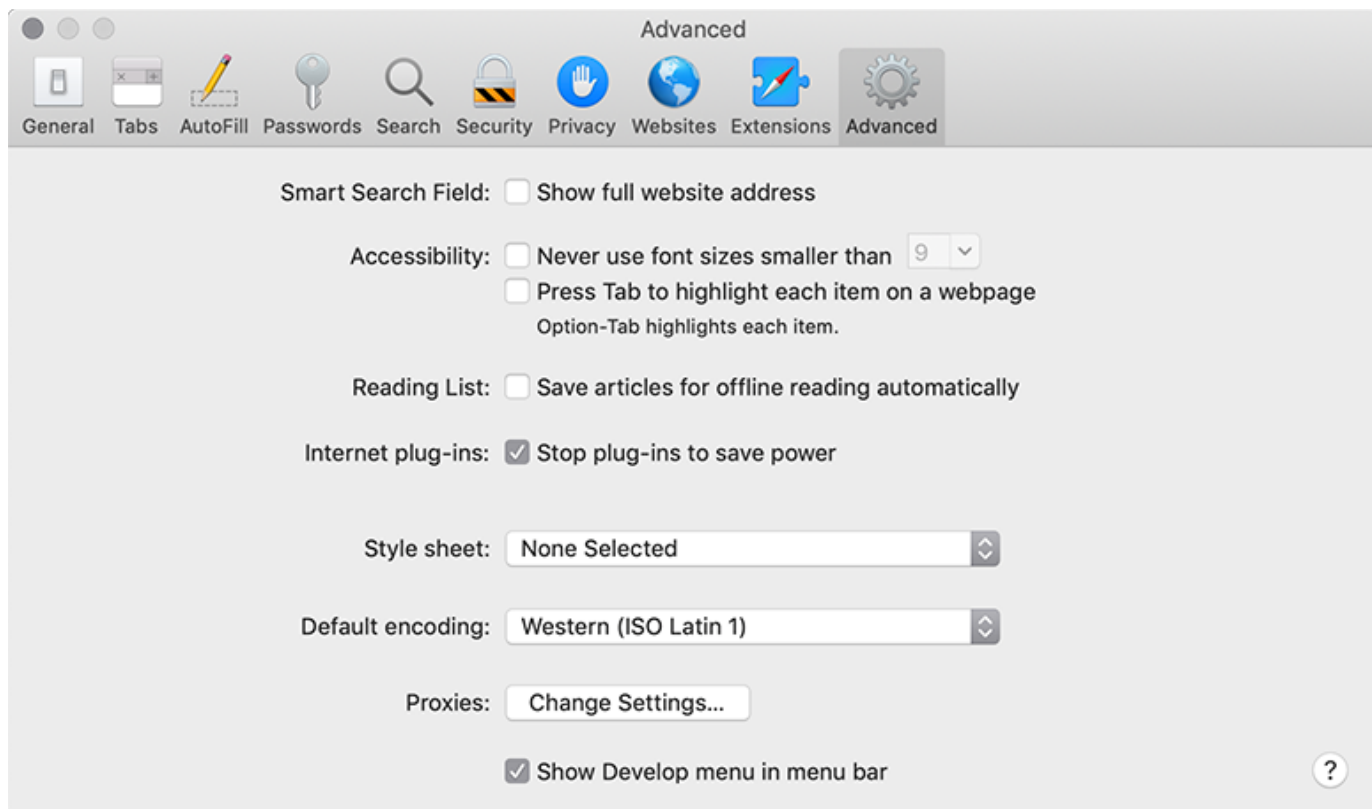 Advanced
General Tabs AutoFill Passwords Search Security Privacy Websites Extensions Advanced
Smart Search Field: Show full website address
Accessibility: Never use font sizes smaller than 9
Press Tab to highlight each item on a webpage
Option-Tab highlights each item.
Reading List: Save articles for offline reading automatically
Internet plug-ins: Stop plug-ins to save power
Style sheet: None Selected
Default encoding: Western (ISO Latin 1)
Proxies: Change Settings...
Show Develop menu in menu bar
?